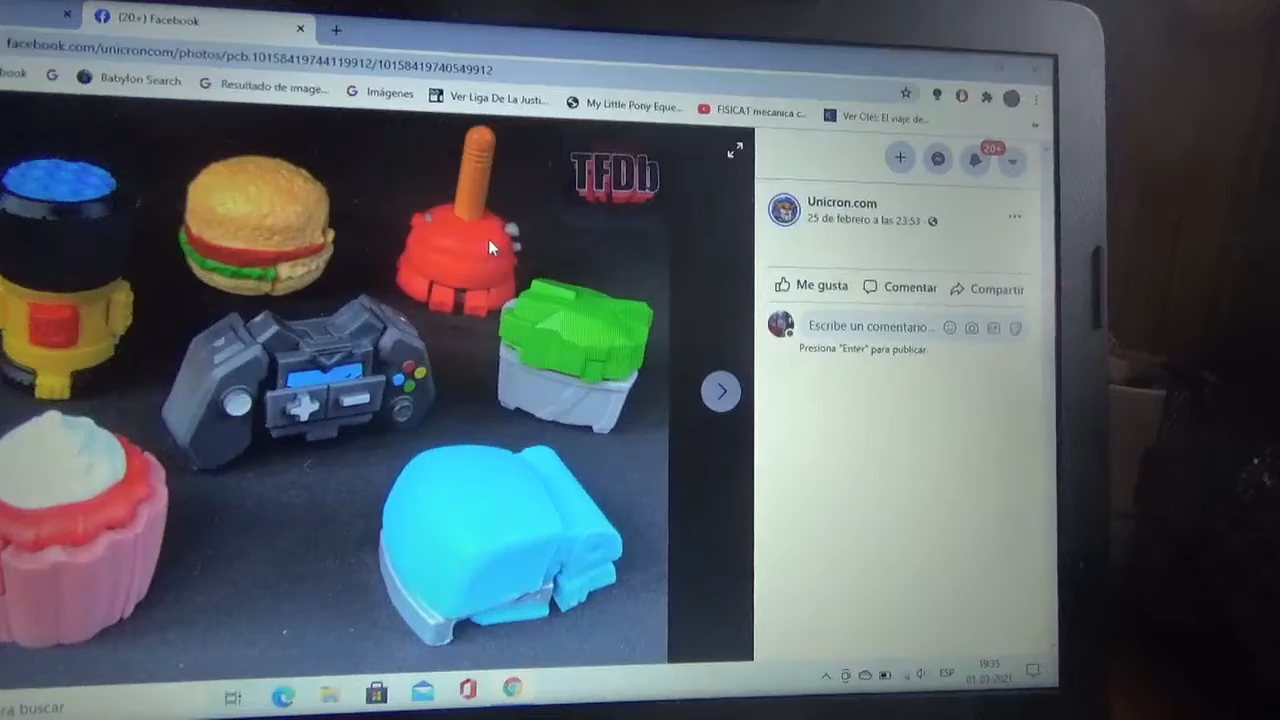 (20+) Facebook
facebook.com/unicroncom/photos/pcb.10158419744119912/10158419740549912
book
Babylon Search
Resultado de image...
Imágenes
Ver Liga De La Justi...
My Little Pony Eque...
FISICA1 mecanica c...
Ver Olé!: El viaje de...
TFDb
20+
Unicron.com
25 de febrero a las 23:53
Me gusta
Comentar
Compartir
Escribe un comentario...
Presiona "Enter" para publicar.
ra buscar
ESP
19:35
01-03-2021